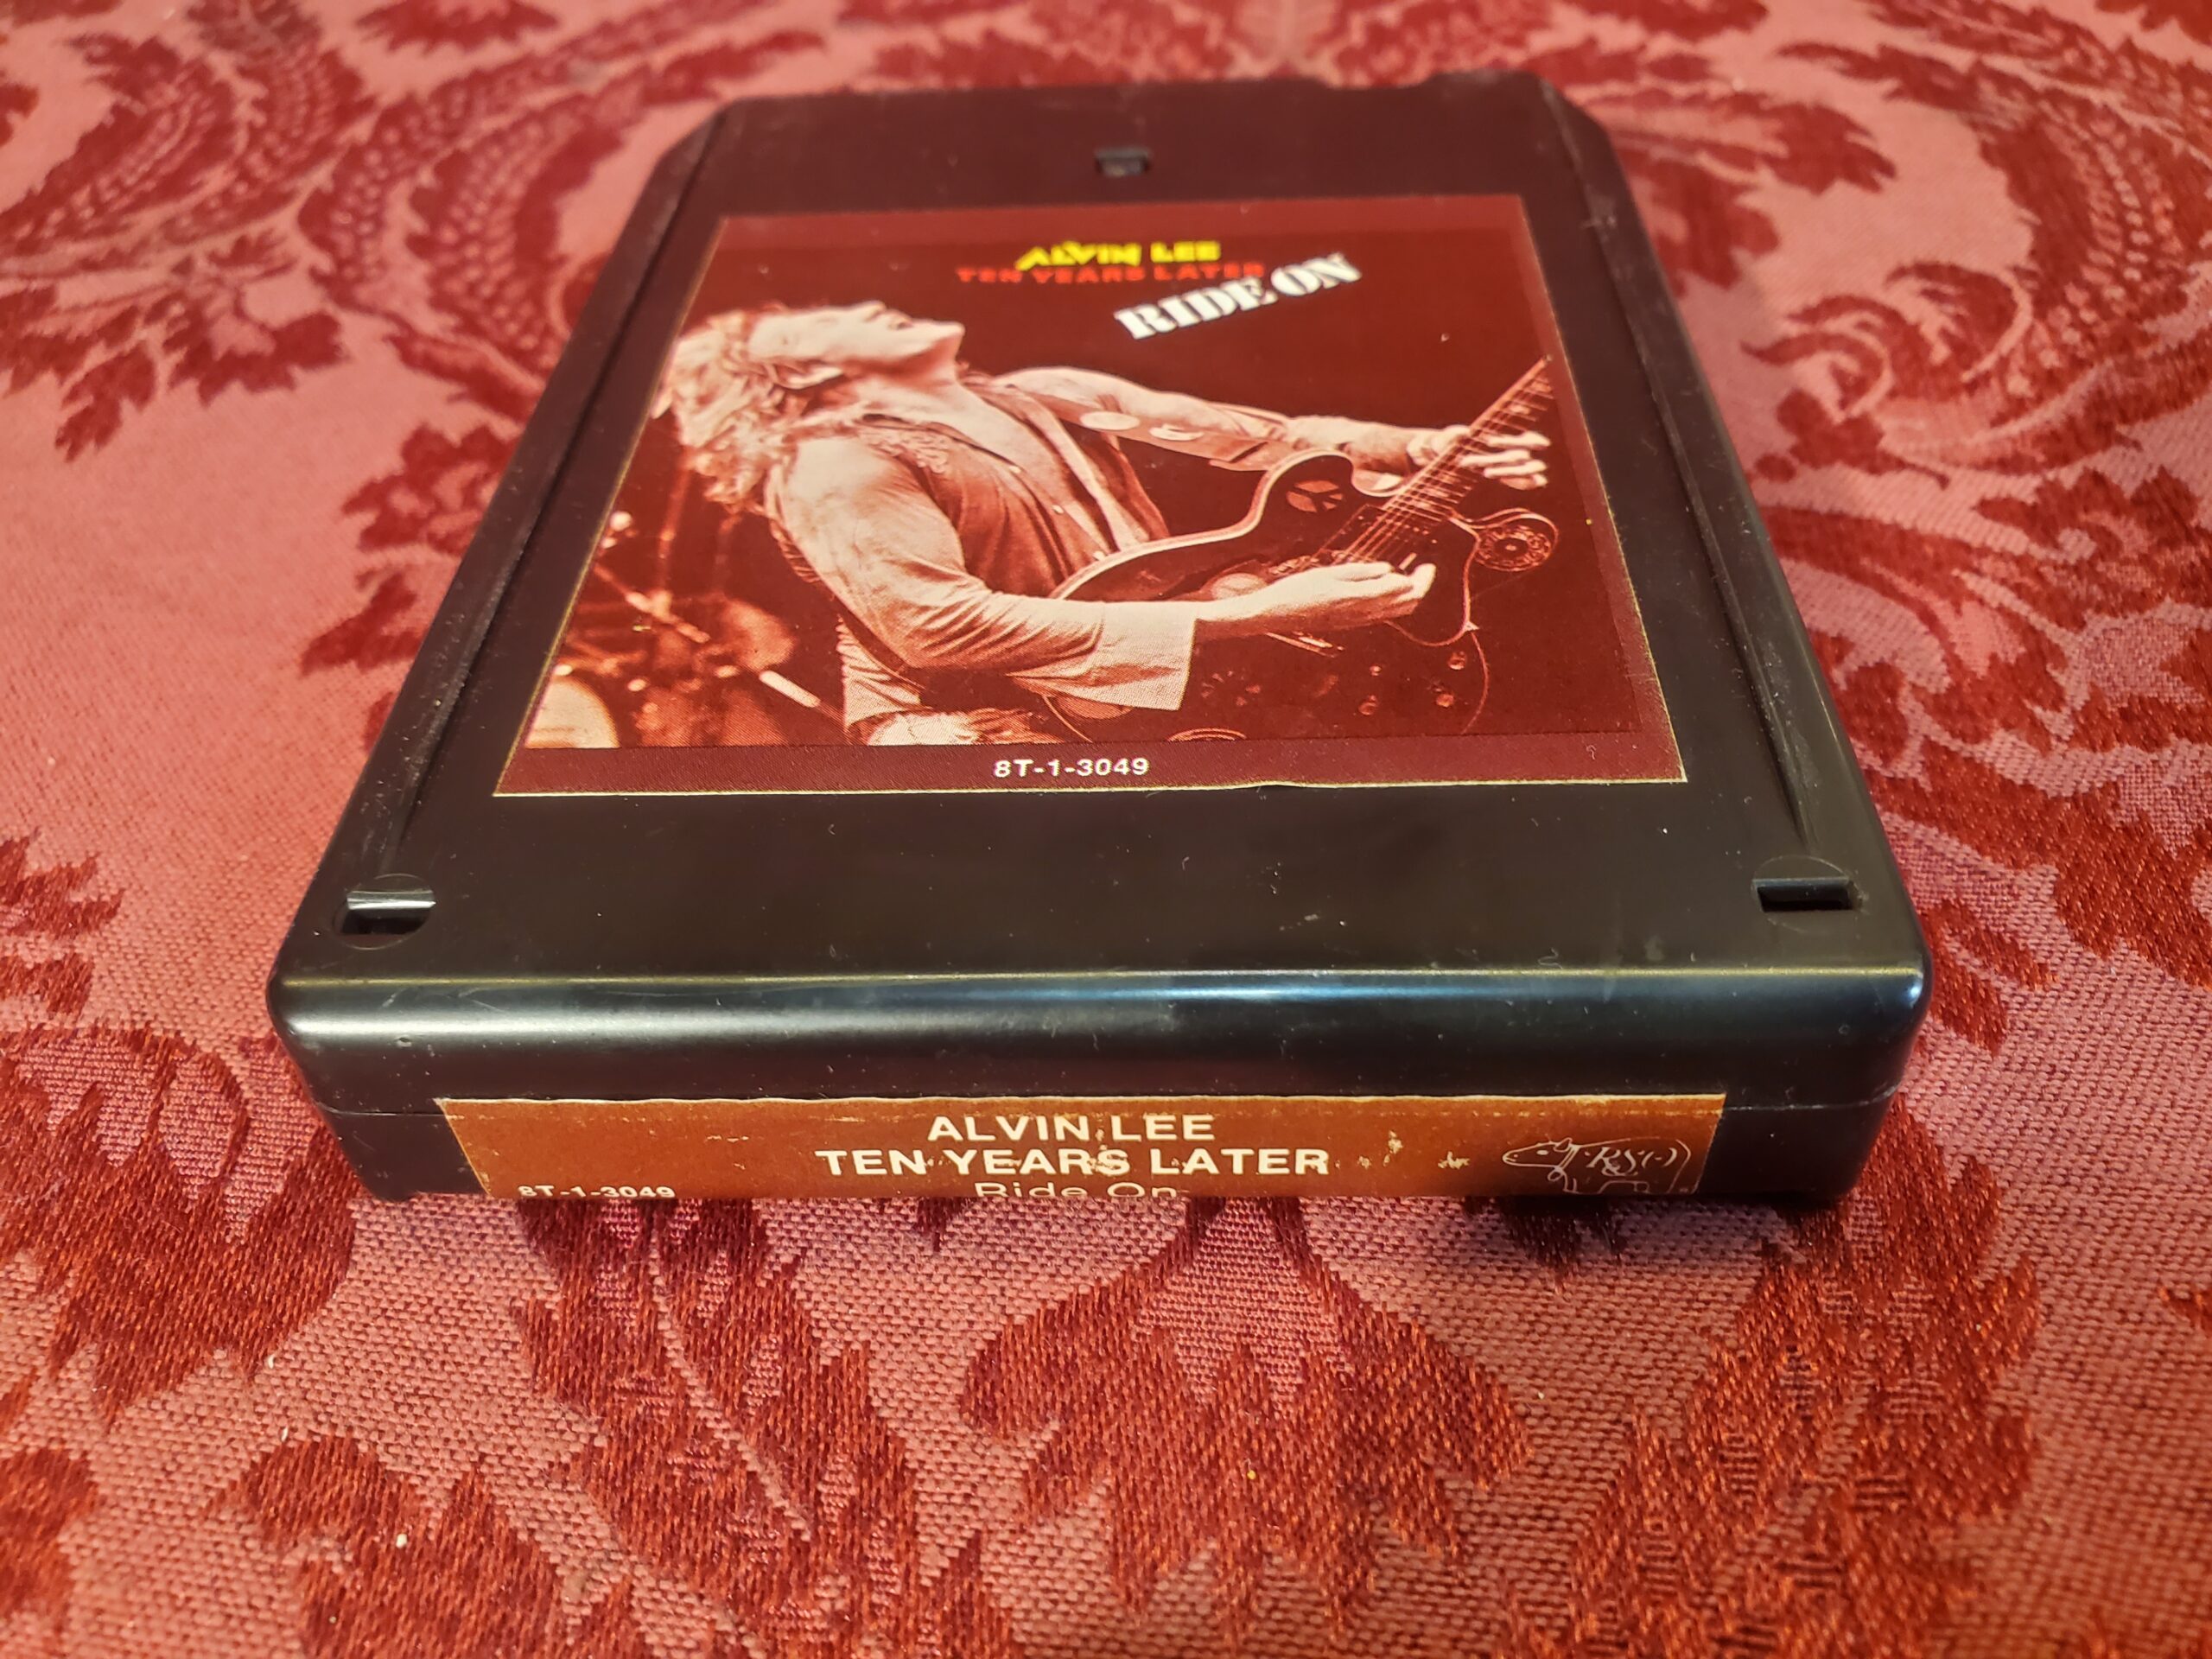 ALVIN LEE
TEN YEARS LATER
RIDE ON
8T-1-3049
ALVIN LEE
TEN YEARS LATER
Ride On
8T-1-3049
RSO